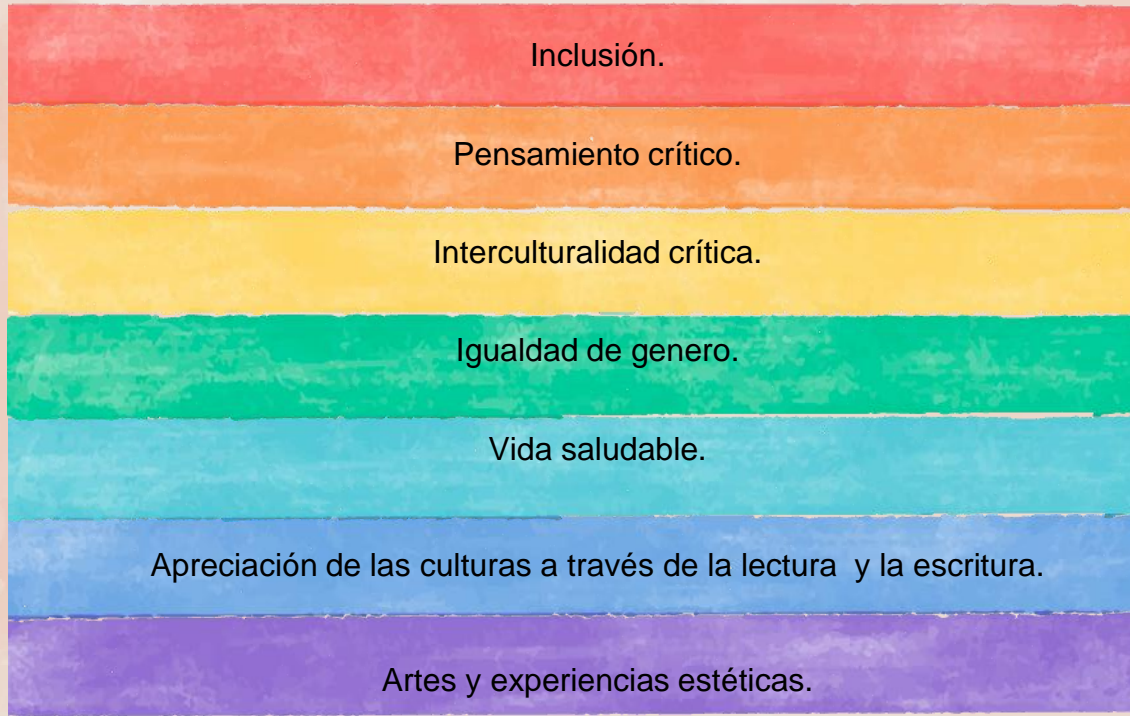 Inclusión.
Pensamiento crítico.
Interculturalidad crítica.
Igualdad de genero.
Vida saludable.
Apreciación de las culturas a través de la lectura  y la escritura.
Artes y experiencias estéticas.